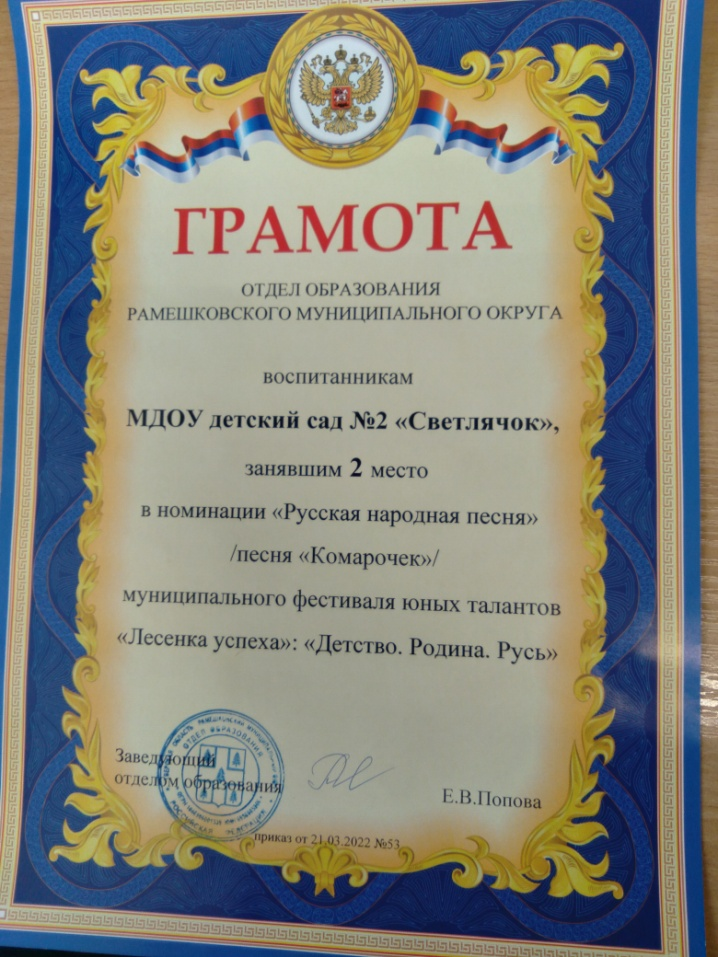 ГРАМОТА
ОТДЕЛ ОБРАЗОВАНИЯ
РАМЕШКОВСКОГО МУНИЦИПАЛЬНОГО ОКРУГА
воспитанникам
МДОУ детский сад №2 «Светлячок»,
занявшим 2 место
в номинации «Русская народная песня»
/песня «Комарочек»/
муниципального фестиваля юных талантов
«Лесенка успеха»: «Детство. Родина. Русь»
Заведующий
отделом образования
Е.В.Попова
приказ от 21.03.2022 №53
ОТДЕЛ ОБРАЗОВАНИЯ